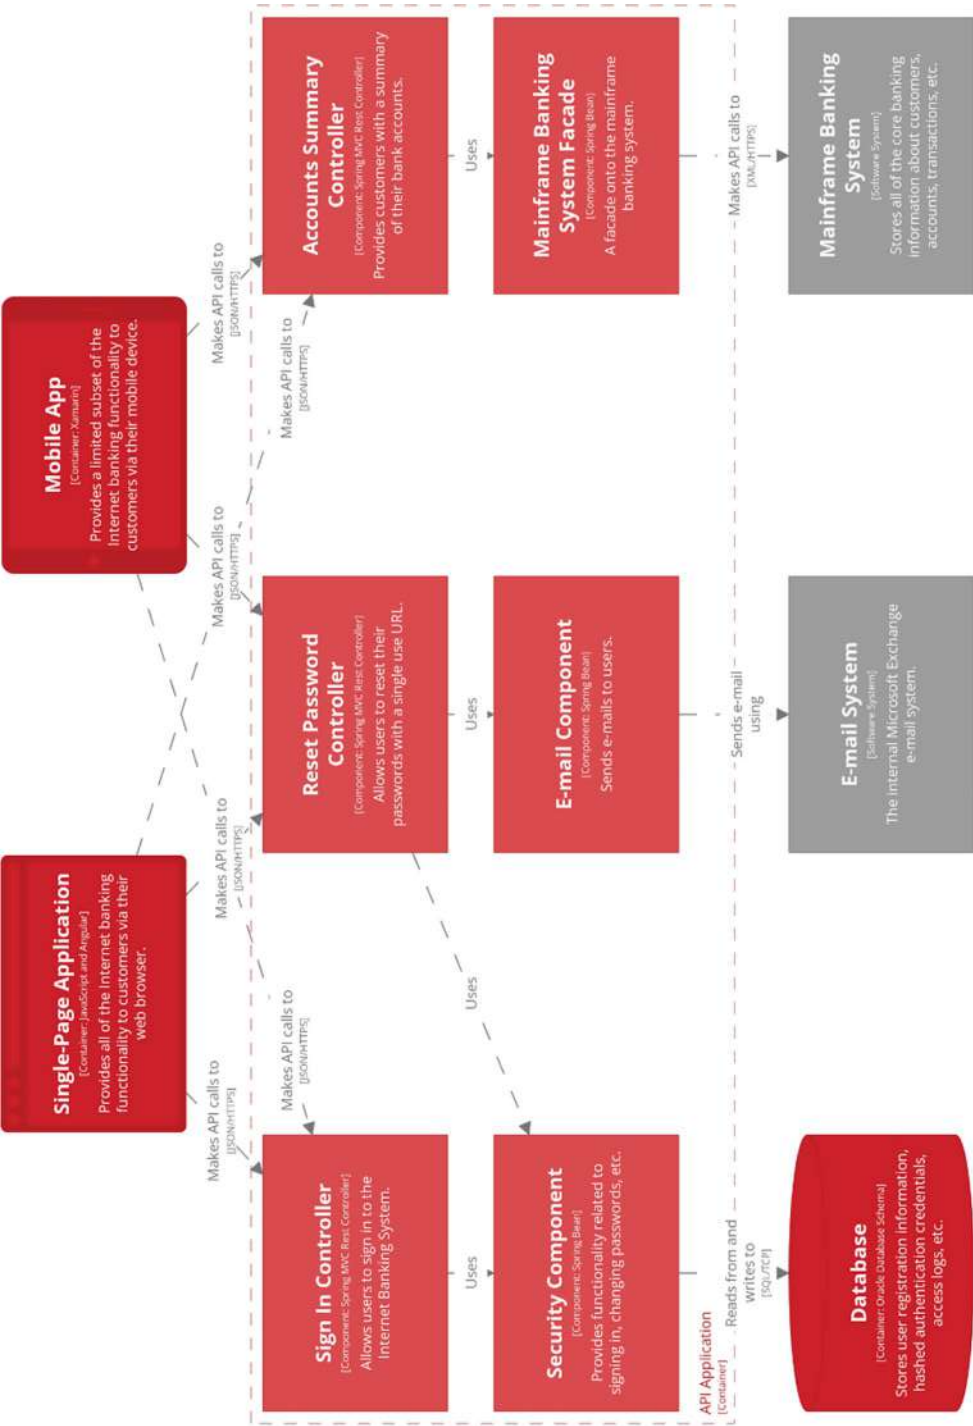 Single-Page Application
[Container: JavaScript and Angular]
Provides all of the Internet banking
functionality to customers via their
web browser.
Mobile App
[Container: Xamarin]
Provides a limited subset of the
Internet banking functionality to
customers via their mobile device.
Makes API calls to
[JSON/HTTPS]
Makes API calls to
[JSON/HTTPS]
Makes API calls to
[JSON/HTTPS]
Makes API calls to
[JSON/HTTPS]
Makes API calls to
[JSON/HTTPS]
Makes API calls to
[JSON/HTTPS]
Sign In Controller
[Component: Spring MVC Rest Controller]
Allows users to sign in to the
Internet Banking System.
Reset Password
Controller
[Component: Spring MVC Rest Controller]
Allows users to reset their
passwords with a single use URL.
Accounts Summary
Controller
[Component: Spring MVC Rest Controller]
Provides customers with a summary
of their bank accounts.
Uses
Uses
Uses
Uses
Security Component
[Component: Spring Bean]
Provides functionality related to
signing in, changing passwords, etc.
E-mail Component
[Component: Spring Bean]
Sends e-mails to users.
Mainframe Banking
System Facade
[Component: Spring Bean]
A facade onto the mainframe
banking system.
API Application
[Container]
Reads from and
writes to
[SQL/TCP]
Sends e-mail
using
Makes API calls to
[XML/HTTPS]
Database
[Container: Oracle Database Schema]
Stores user registration information,
hashed authentication credentials,
access logs, etc.
E-mail System
[Software System]
The internal Microsoft Exchange
e-mail system.
Mainframe Banking
System
[Software System]
Stores all of the core banking
information about customers,
accounts, transactions, etc.